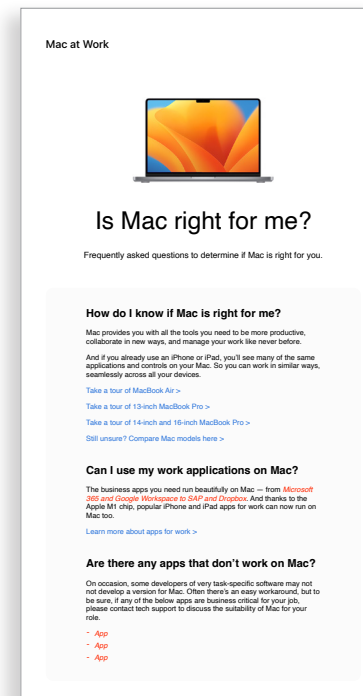 Mac at Work
Is Mac right for me?
Frequently asked questions to determine if Mac is right for you.
How do I know if Mac is right for me?
Mac provides you with all the tools you need to be more productive,
collaborate in new ways, and manage your work like never before.
And if you already use an iPhone or iPad, you'll see many of the same
applications and controls on your Mac. So you can work in similar ways,
seamlessly across all your devices.
Take a tour of MacBook Air >
Take a tour of 13-inch MacBook Pro >
Take a tour of 14-inch and 16-inch MacBook Pro >
Still unsure? Compare Mac models here >
Can I use my work applications on Mac?
The business apps you need run beautifully on Mac — from Microsoft
365 and Google Workspace to SAP and Dropbox. And thanks to the
Apple M1 chip, popular iPhone and iPad apps for work can now run on
Mac too.
Learn more about apps for work >
Are there any apps that don't work on Mac?
On occasion, some developers of very task-specific software may not
not develop a version for Mac. Often there's an easy workaround, but to
be sure, if any of the below apps are business critical for your job,
please contact tech support to discuss the suitability of Mac for your
role.
- App
- App
- App